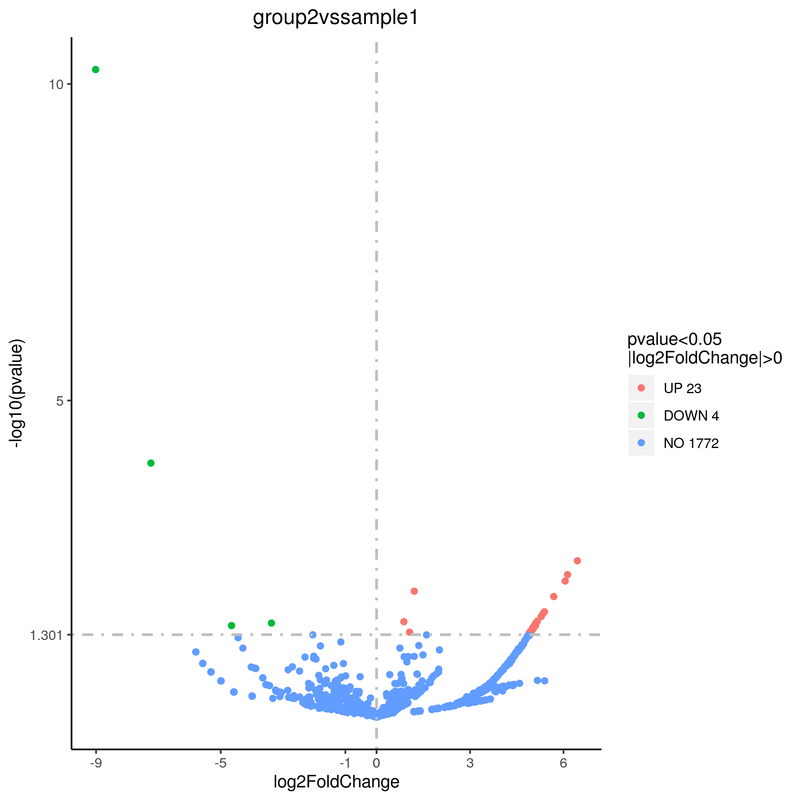 group2vssample1
10
5
1.301
-log10(pvalue)
-9
-5
-1
0
3
6
log2FoldChange
pvalue<0.05
|log2FoldChange|>0
UP 23
DOWN 4
NO 1772